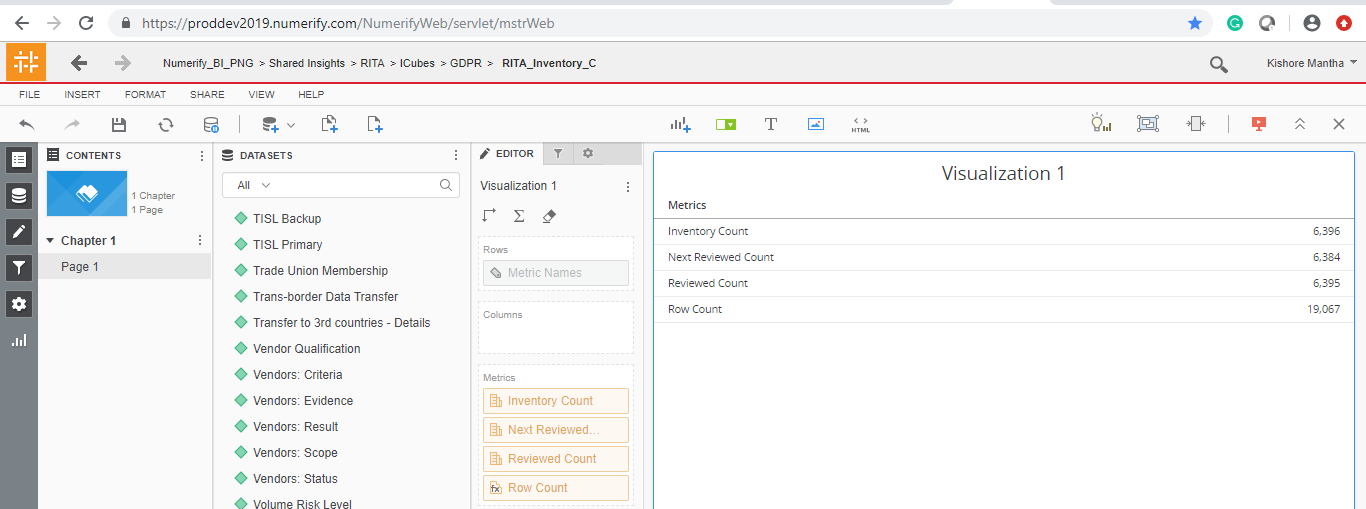 https://proddev2019.numerify.com/NumerifyWeb/servlet/mstrWeb
Numerify_BI_PNG > Shared Insights > RITA > ICubes > GDPR > RITA_Inventory_C
Kishore Mantha
FILE INSERT FORMAT SHARE VIEW HELP
T
< >
HTML
CONTENTS
1 Chapter
1 Page
Chapter 1
Page 1
DATASETS
All
TISL Backup
TISL Primary
Trade Union Membership
Trans-border Data Transfer
Transfer to 3rd countries - Details
Vendor Qualification
Vendors: Criteria
Vendors: Evidence
Vendors: Result
Vendors: Scope
Vendors: Status
Volume Risk Level
EDITOR
Visualization 1
Σ
Rows
Metric Names
Columns
Metrics
Inventory Count
Next Reviewed...
Reviewed Count
fx Row Count
Visualization 1
Metrics
Inventory Count 6,396
Next Reviewed Count 6,384
Reviewed Count 6,395
Row Count 19,067